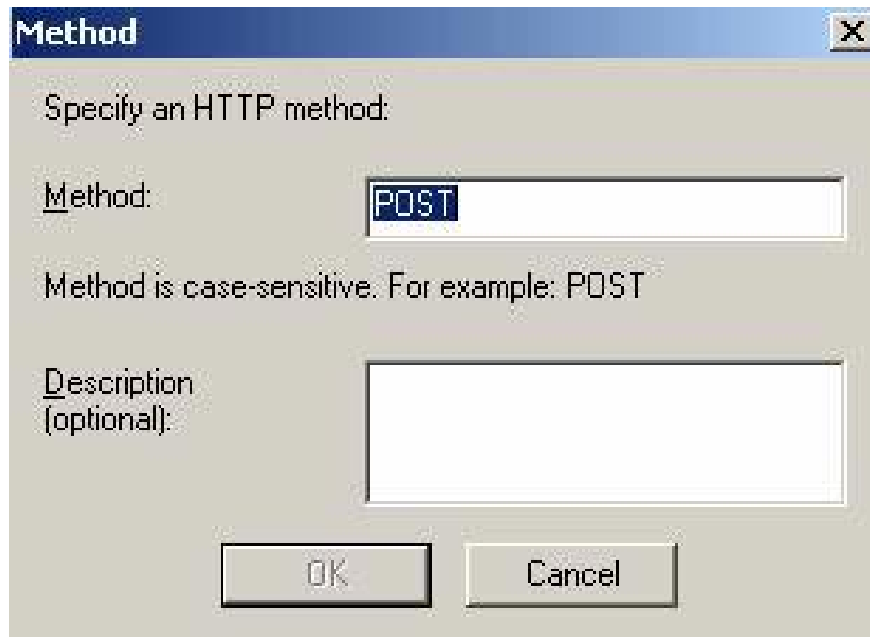 Method
Specify an HTTP method:
Method: POST
Method is case-sensitive. For example: POST
Description
(optional):
OK Cancel